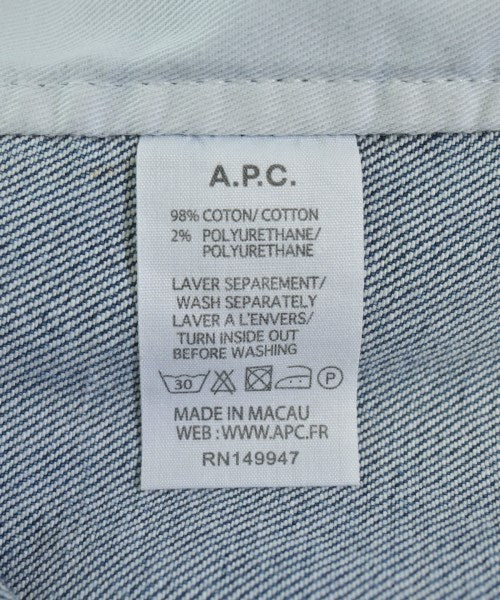 A.P.C.
98% COTON/ COTTON
2% POLYURETHANE/
POLYURETHANE
LAVER SEPAREMENT/
WASH SEPARATELY
LAVER A L'ENVERS/
TURN INSIDE OUT
BEFORE WASHING
30 P
MADE IN MACAU
WEB : WWW.APC.FR
RN149947